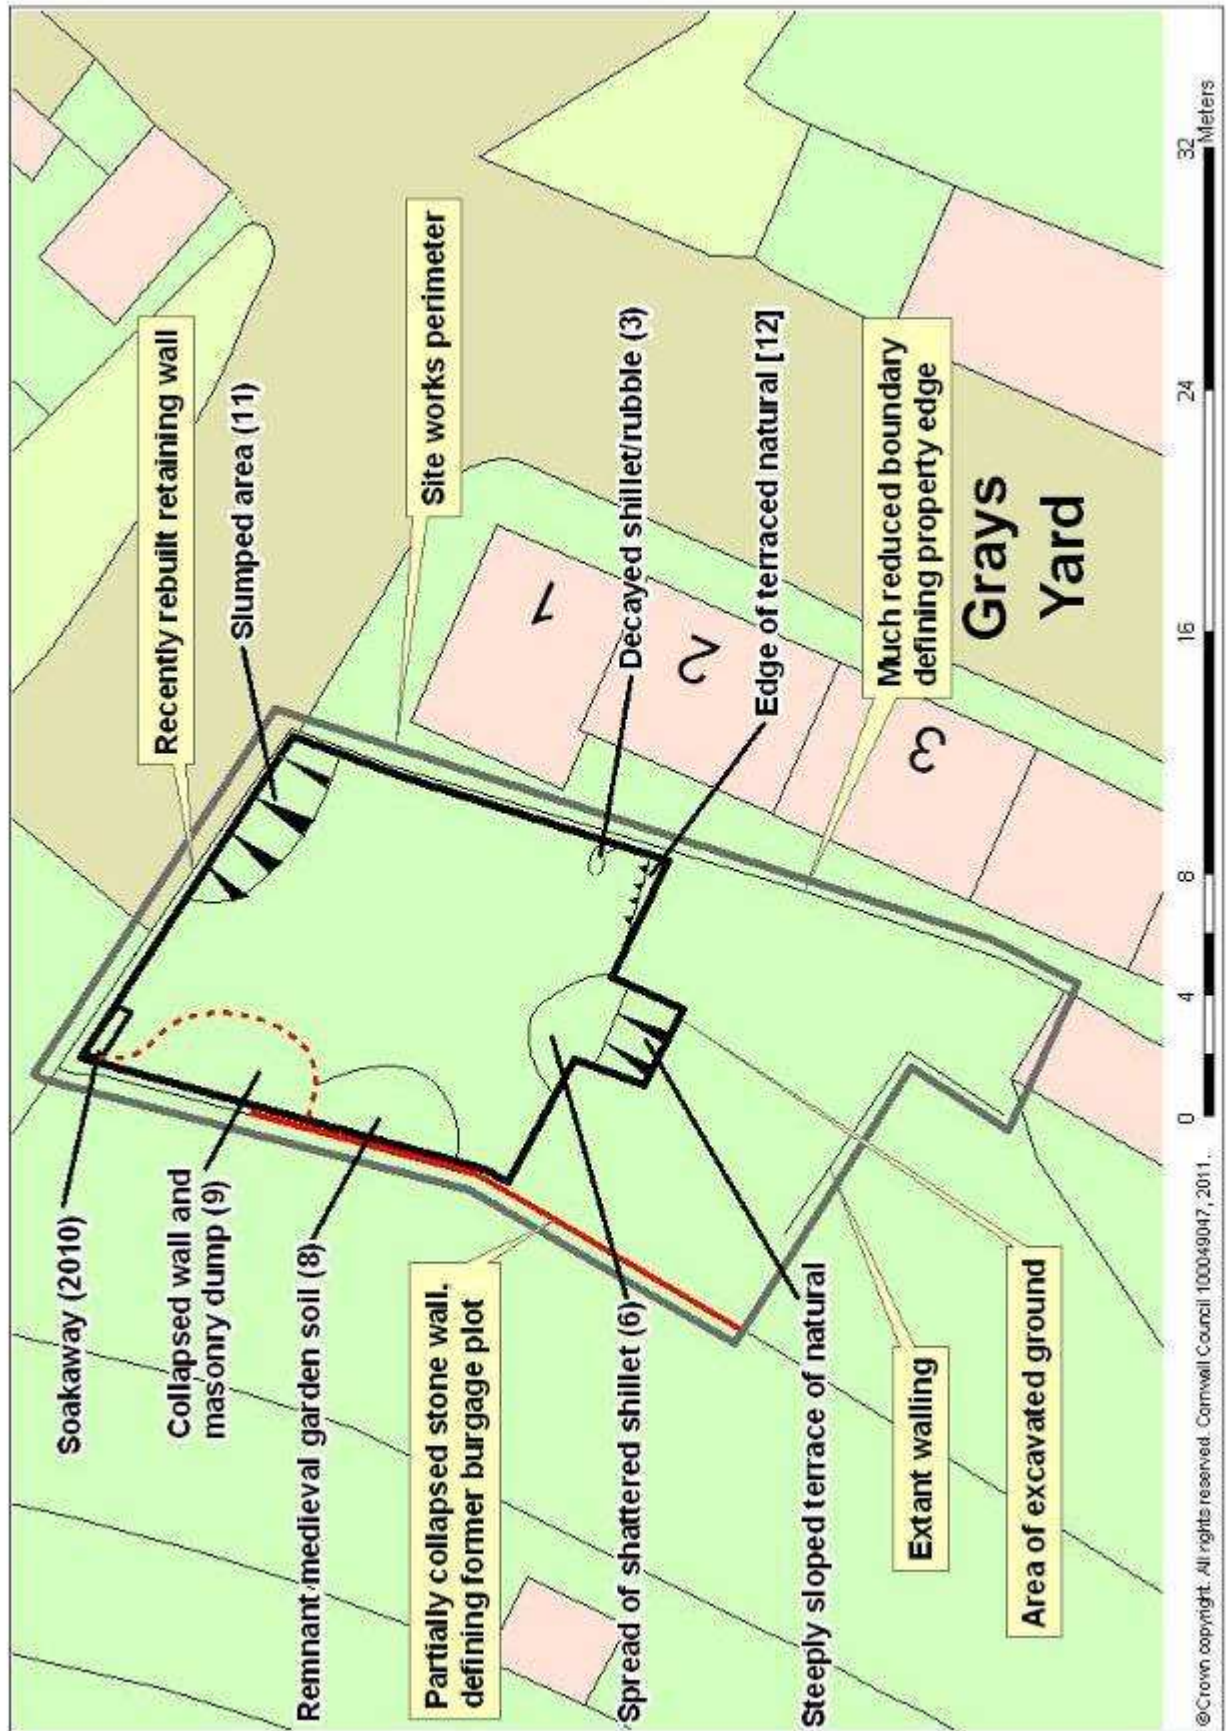 Soakaway (2010)
Collapsed wall and
masonry dump (9)
Remnant medieval garden soil (8)
Partially collapsed stone wall,
defining former burgage plot
Spread of shattered shillet (6)
Steeply sloped terrace of natural
Extant walling
Area of excavated ground
Recently rebuilt retaining wall
Slumped area (11)
Site works perimeter
Decayed shillet/rubble (3)
Edge of terraced natural [12]
Much reduced boundary
defining property edge
1
2
3
Grays
Yard
0 4 8 16 24 32
Meters
©Crown copyright. All rights reserved. Cornwall Council 100049047, 2011.